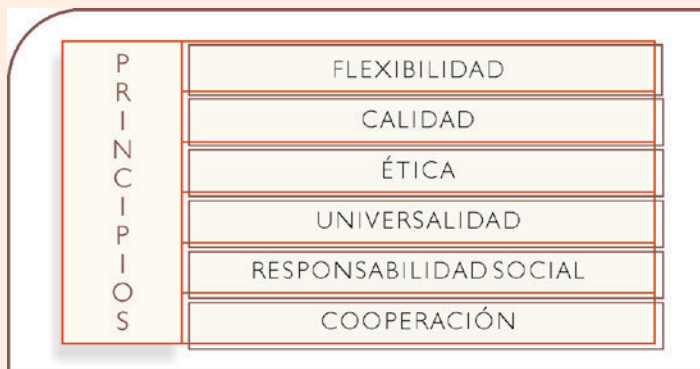 PRINCIPIOS
FLEXIBILIDAD
CALIDAD
ÉTICA
UNIVERSALIDAD
RESPONSABILIDAD SOCIAL
COOPERACIÓN